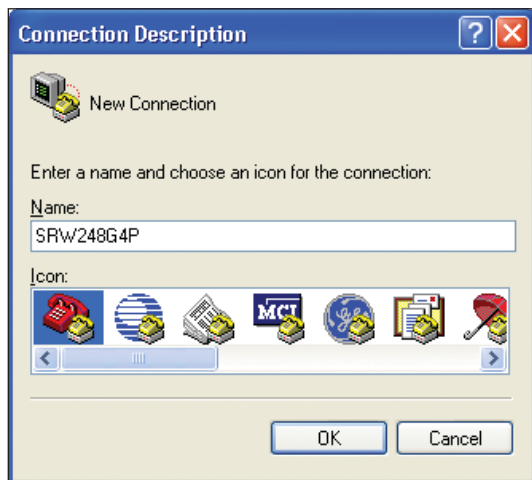 Connection Description
New Connection
Enter a name and choose an icon for the connection:
Name:
SRW248G4P
Icon:
MCI
OK
Cancel